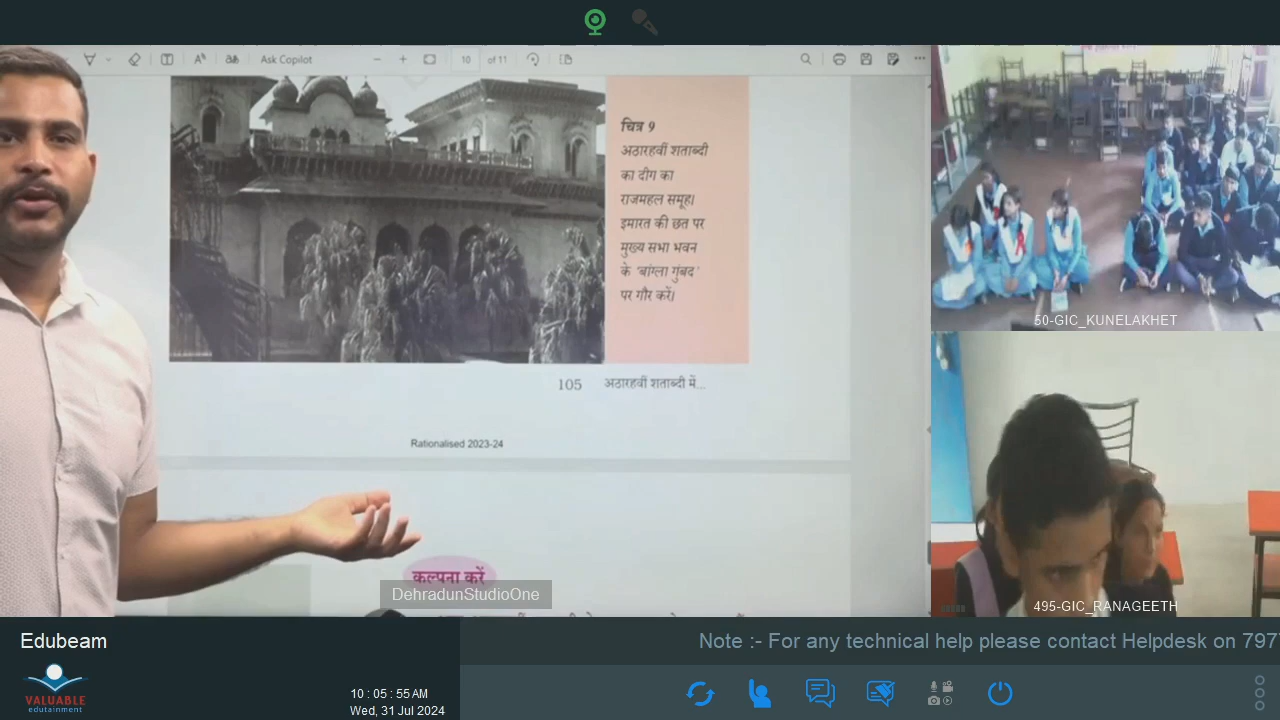 Ask Copilot
10 of 11
चित्र 9
अठारहवीं शताब्दी
का दीग का
राजमहल समूह।
इमारत की छत पर
मुख्य सभा भवन
के 'बांग्ला गुंबद'
पर गौर करें।
105 अठारहवीं शताब्दी में...
Rationalised 2023-24
कल्पना करें
DehradunStudioOne
50-GIC_KUNELAKHET
495-GIC_RANAGEETH
Edubeam
Note :- For any technical help please contact Helpdesk on 797
VALUABLE
edutainment
10 : 05 : 55 AM
Wed, 31 Jul 2024